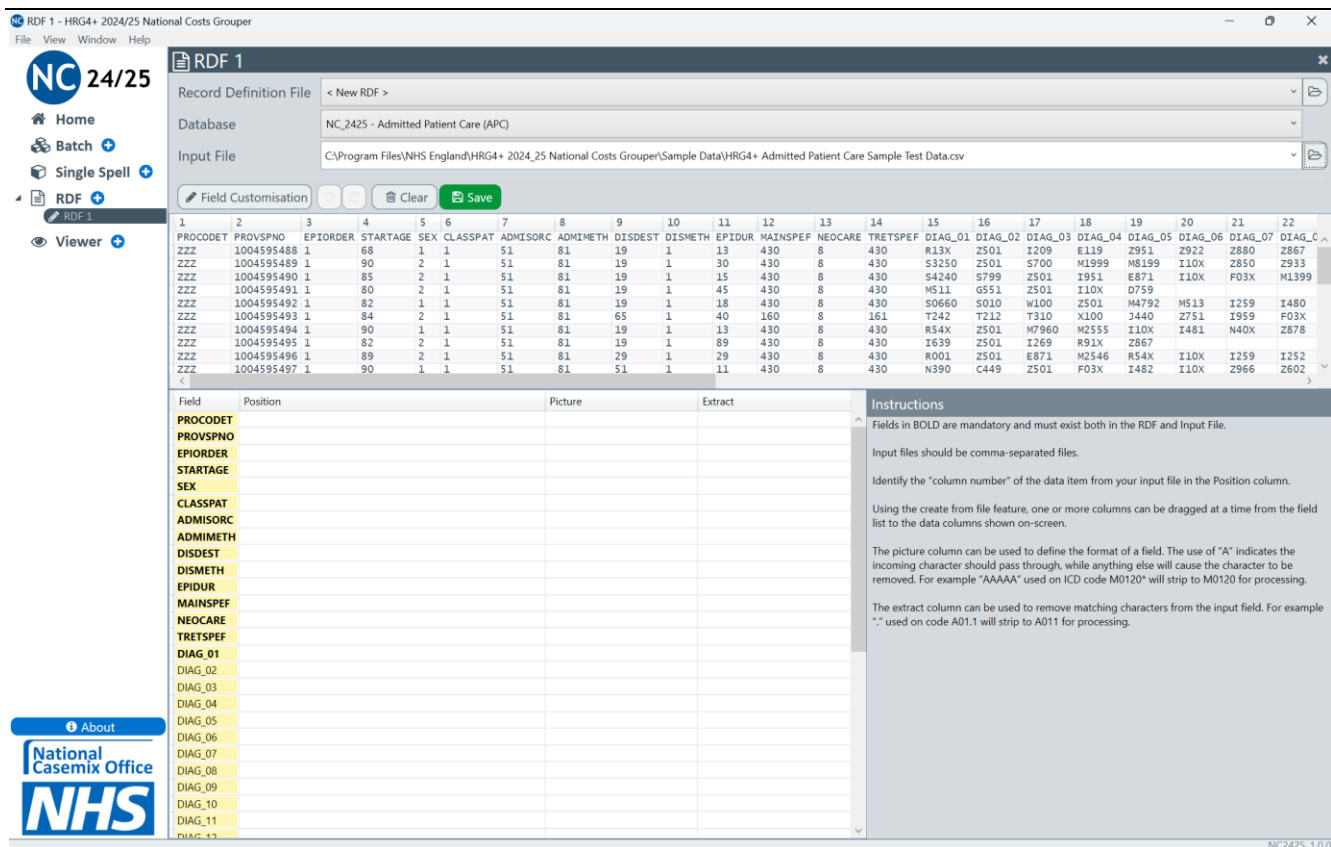 RDF 1 - HRG4+ 2024/25 National Costs Grouper
File View Window Help
NC 24/25
Home
Batch
Single Spell
RDF
RDF 1
Viewer
RDF 1
Record Definition File < New RDF >
Database NC_2425 - Admitted Patient Care (APC)
Input File C:\Program Files\NHS England\HRG4+ 2024_25 National Costs Grouper\Sample Data\HRG4+ Admitted Patient Care Sample Test Data.csv
Field Customisation Clear Save
1 2 3 4 5 6 7 8 9 10 11 12 13 14 15 16 17 18 19 20 21 22
PROCODET PROVSPNO EPIORDER STARTAGE SEX CLASSPAT ADMISORC ADMIMETH DISDEST DISMETH EPIDUR MAINSPEF NEOCARE TRETSPEF DIAG_01 DIAG_02 DIAG_03 DIAG_04 DIAG_05 DIAG_06 DIAG_07 DIAG_
ZZZ 1004595488 1 68 1 1 51 81 19 1 13 430 8 430 R13X Z501 I209 E119 Z951 Z922 Z880 Z867
ZZZ 1004595489 1 90 2 1 51 81 19 1 30 430 8 430 S3250 Z501 S700 M1999 M8199 I10X Z850 Z933
ZZZ 1004595490 1 85 2 1 51 81 19 1 15 430 8 430 S4240 S799 Z501 I951 E871 I10X F03X M1399
ZZZ 1004595491 1 80 2 1 51 81 19 1 45 430 8 430 M511 G551 Z501 I10X D759
ZZZ 1004595492 1 82 1 1 51 81 19 1 18 430 8 430 S0660 S010 W100 Z501 M4792 M513 I259 I480
ZZZ 1004595493 1 84 2 1 51 81 65 1 40 160 8 161 T242 T212 T310 X100 J440 Z751 I959 F03X
ZZZ 1004595494 1 90 1 1 51 81 19 1 13 430 8 430 R54X Z501 M7960 M2555 I10X I481 N40X Z878
ZZZ 1004595495 1 82 2 1 51 81 19 1 89 430 8 430 I639 Z501 I269 R91X Z867
ZZZ 1004595496 1 89 2 1 51 81 29 1 29 430 8 430 R001 Z501 E871 M2546 R54X I10X I259 I252
ZZZ 1004595497 1 90 1 1 51 81 51 1 11 430 8 430 N390 C449 Z501 F03X I482 I10X Z966 Z602
Field Position Picture Extract
PROCODET
PROVSPNO
EPIORDER
STARTAGE
SEX
CLASSPAT
ADMISORC
ADMIMETH
DISDEST
DISMETH
EPIDUR
MAINSPEF
NEOCARE
TRETSPEF
DIAG_01
DIAG_02
DIAG_03
DIAG_04
DIAG_05
DIAG_06
DIAG_07
DIAG_08
DIAG_09
DIAG_10
DIAG_11
DIAG_12
Instructions
Fields in BOLD are mandatory and must exist both in the RDF and Input File.
Input files should be comma-separated files.
Identify the "column number" of the data item from your input file in the Position column.
Using the create from file feature, one or more columns can be dragged at a time from the field
list to the data columns shown on-screen.
The picture column can be used to define the format of a field. The use of "A" indicates the
incoming character should pass through, while anything else will cause the character to be
removed. For example "AAAAA" used on ICD code M0120* will strip to M0120 for processing.
The extract column can be used to remove matching characters from the input field. For example
"." used on code A01.1 will strip to A011 for processing.
About
National
Casemix Office
NHS
NC2425 1.0.0